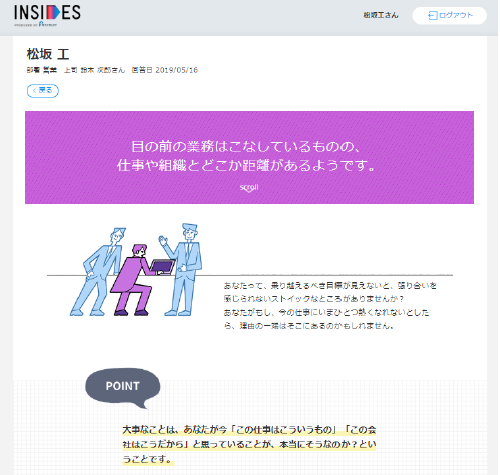 INSIDES
松坂工さん
ログアウト
松坂 工
部署 営業 上司 鈴木 次郎さん 回答日 2019/05/16
< 戻る
目の前の業務はこなしているものの、
仕事や組織とどこか距離があるようです。
scroll
あなたって、乗り越えるべき目標が見えないと、張り合いを
感じられないストイックなところがありませんか？
あなたがもし、今の仕事にいまひとつ熱くなれないとした
ら、理由の一端はそこにあるのかもしれません。
POINT
大事なことは、あなたが今「この仕事はこういうもの」「この会
社はこうだから」と思っていることが、本当にそうなのか？とい
うことです。